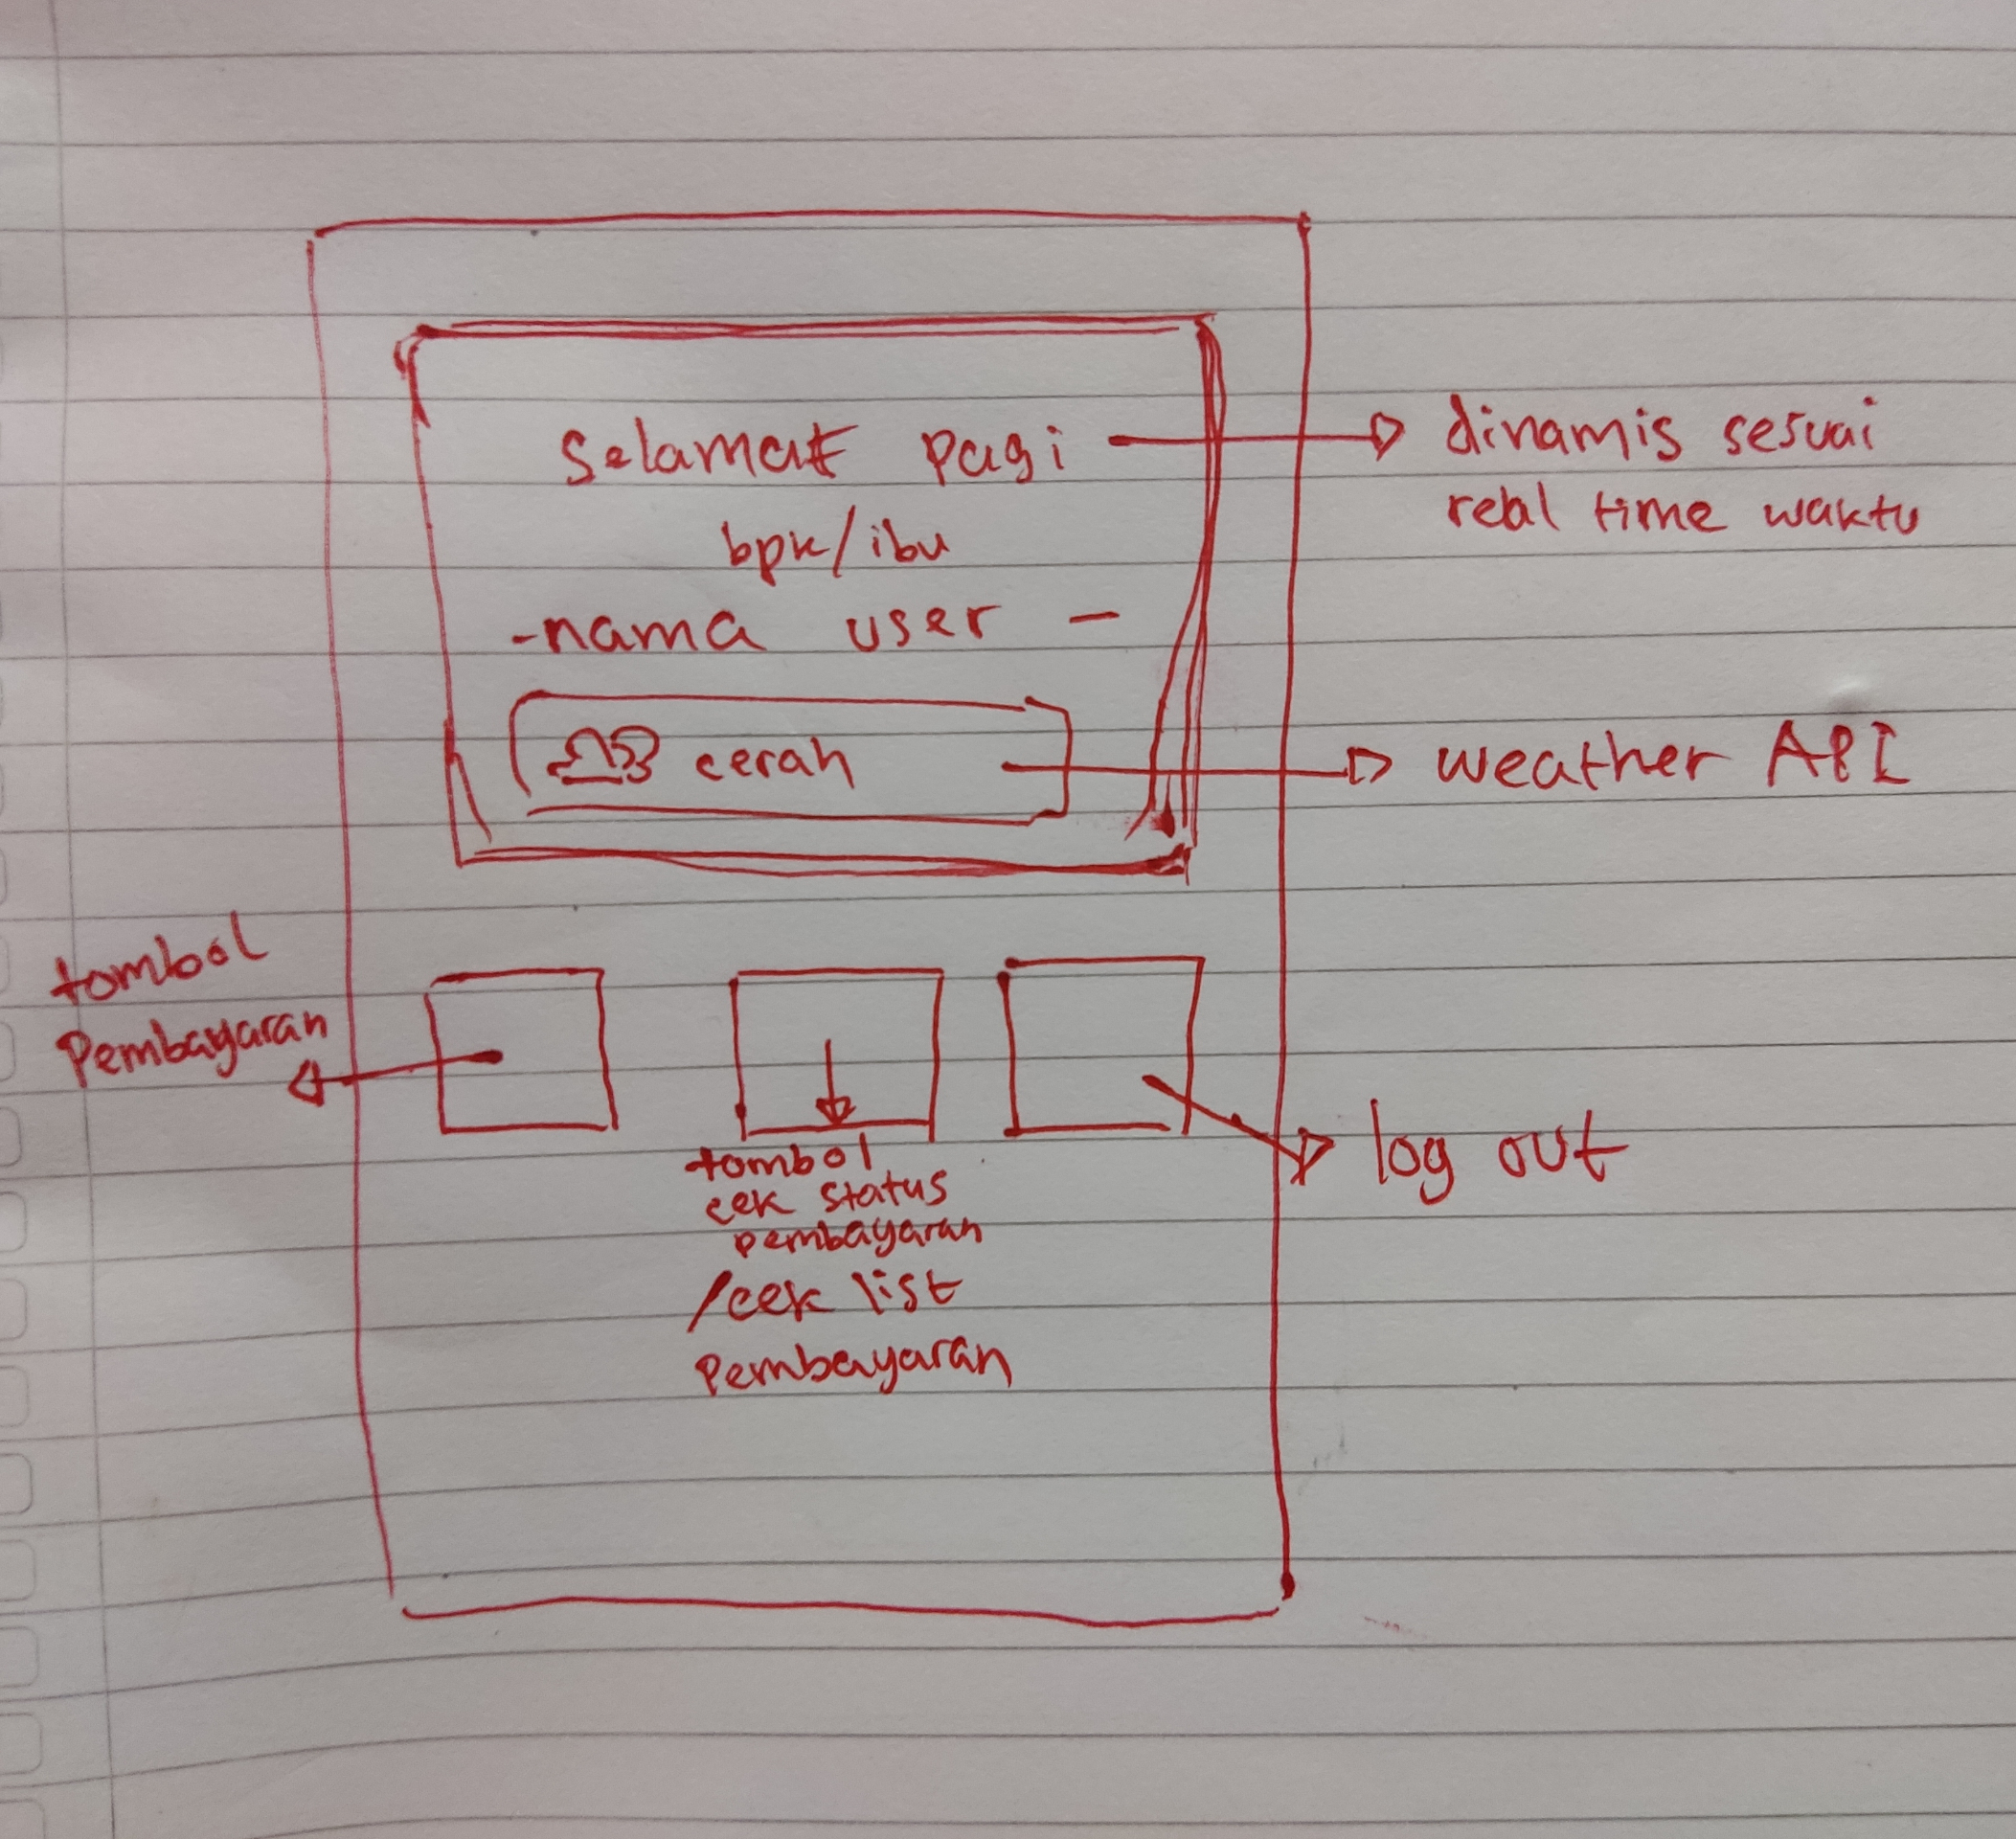 Selamat pagi
bpk/ibu
-nama user -
cerah
dinamis sesuai
real time waktu
weather API
tombol
Pembayaran
tombol
cek status
pembayaran
/cek list
Pembayaran
log out